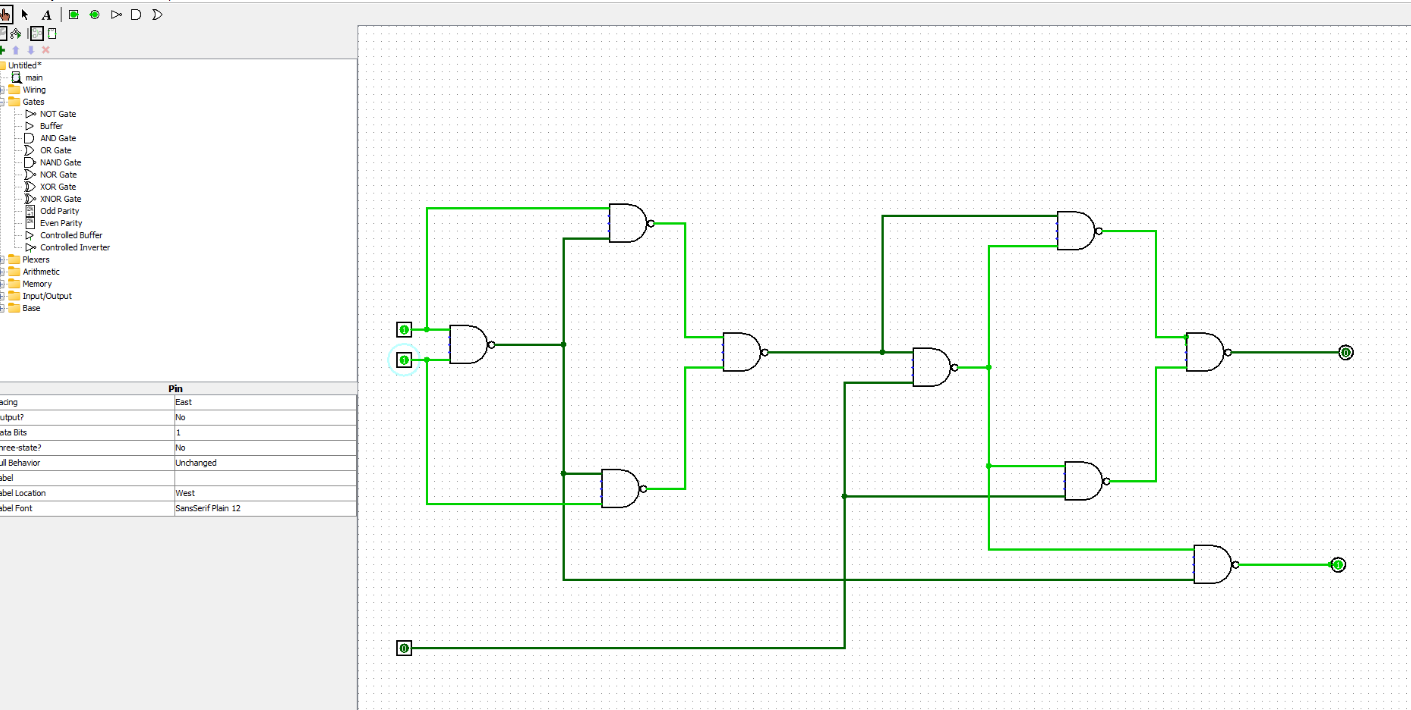 A
Untitled*
main
Wiring
Gates
NOT Gate
Buffer
AND Gate
OR Gate
NAND Gate
NOR Gate
XOR Gate
XNOR Gate
Odd Parity
Even Parity
Controlled Buffer
Controlled Inverter
Plexers
Arithmetic
Memory
Input/Output
Base
Pin
acing East
utput? No
ata Bits 1
hree-state? No
ull Behavior Unchanged
abel
abel Location West
abel Font SansSerif Plain 12
1
1
0
0
1